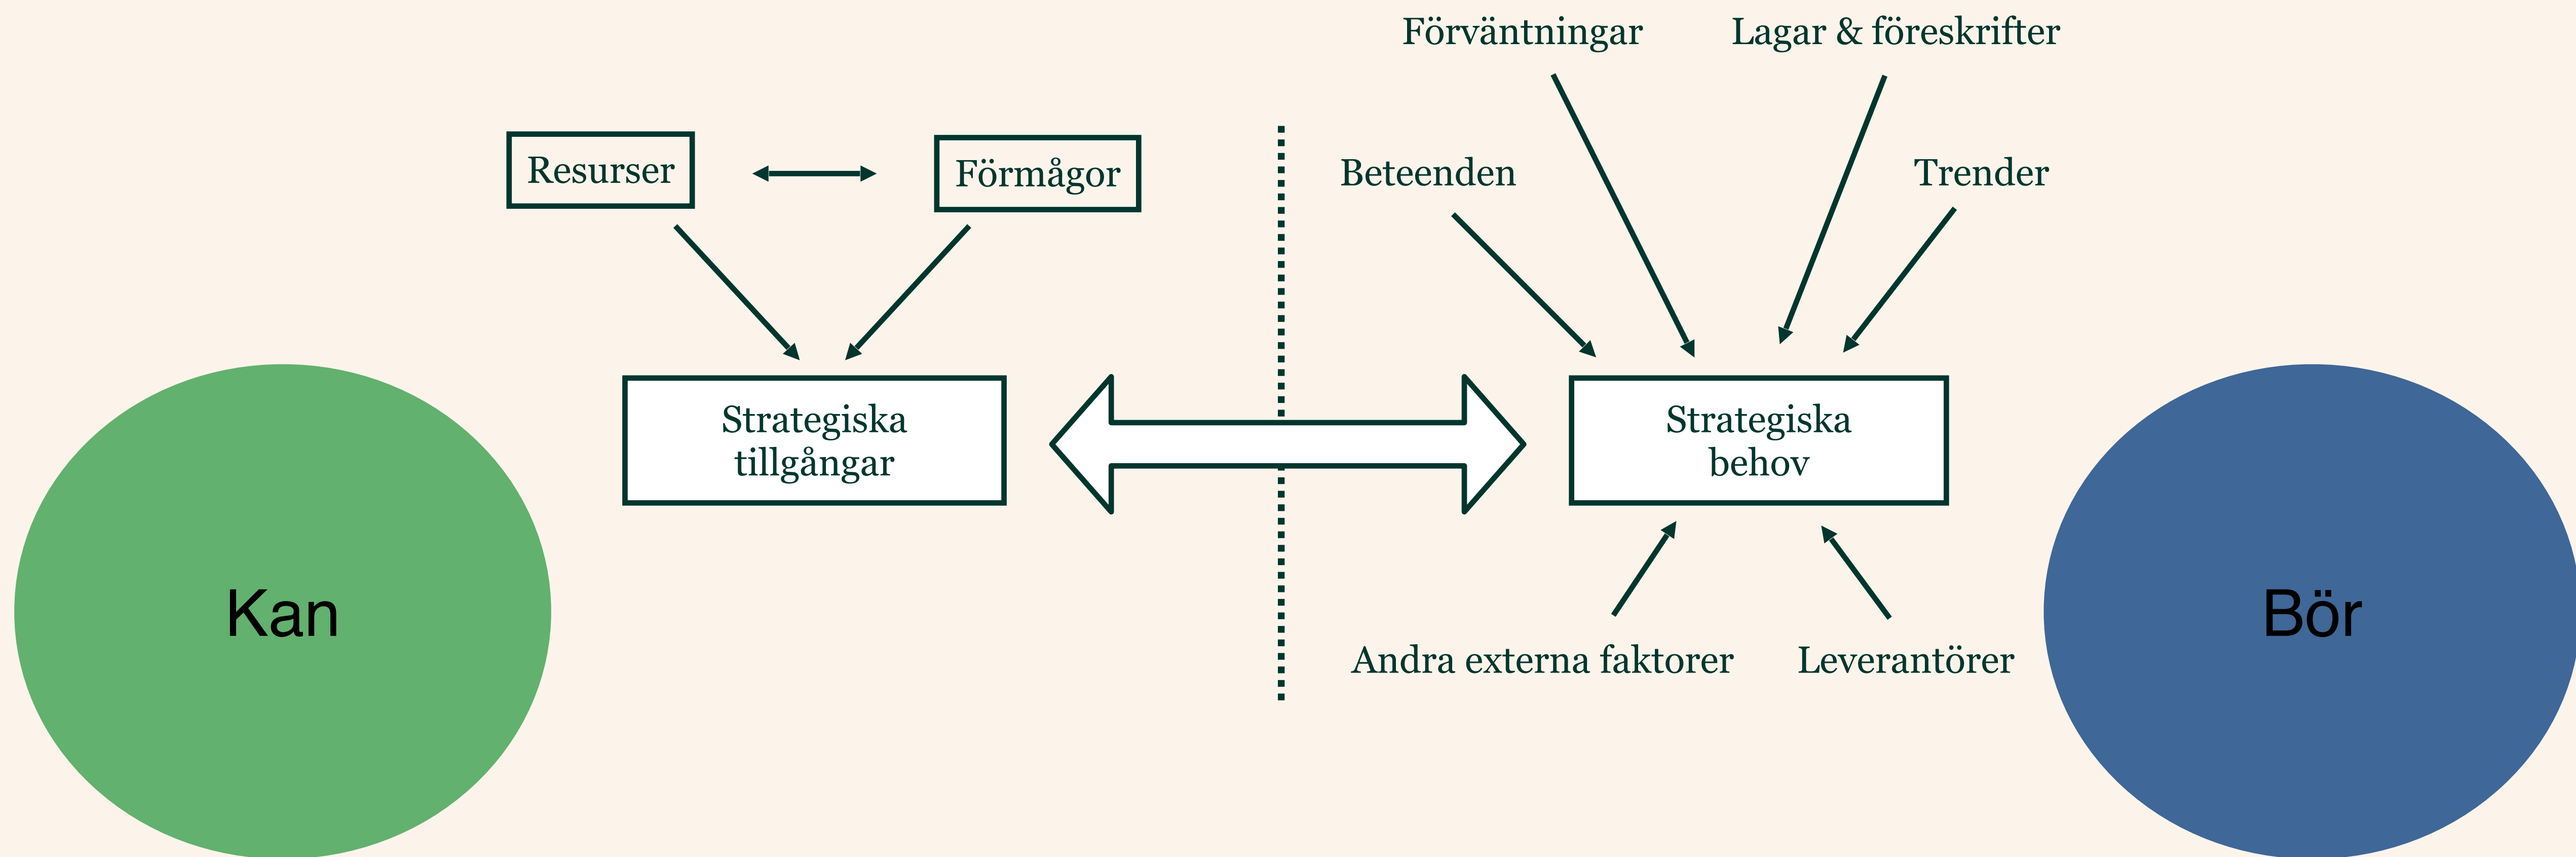 Förväntningar
Lagar & föreskrifter
Resurser
Förmågor
Beteenden
Trender
Strategiska
tillgångar
Strategiska
behov
Kan
Bör
Andra externa faktorer
Leverantörer